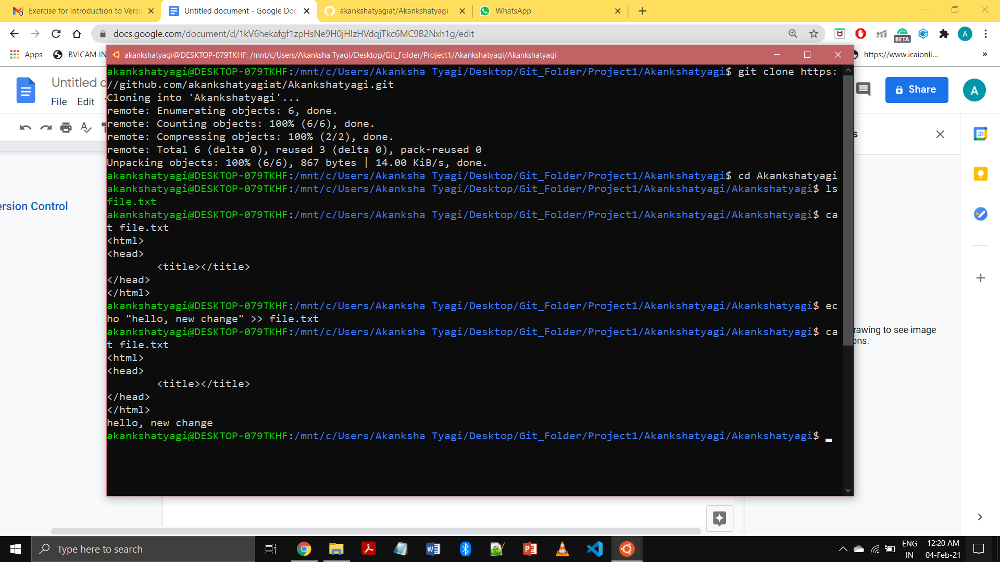 Exercise for Introduction to Versi
Untitled document - Google Doc
akankshatyagiat/Akankshatyagi
WhatsApp
docs.google.com/document/d/1kV6hekafgf1zpHsNe9H0jHIzHVdqjTkc6MC9B2Nxh1g/edit
BETA
A
Apps
BVICAM IN
https://www.icaionli...
»
akankshatyagi@DESKTOP-079TKHF: /mnt/c/Users/Akanksha Tyagi/Desktop/Git_Folder/Project1/Akankshatyagi/Akankshatyagi
Untitled d
File Edit
Share
A
akankshatyagi@DESKTOP-079TKHF:/mnt/c/Users/Akanksha Tyagi/Desktop/Git_Folder/Project1/Akankshatyagi$ git clone https:
//github.com/akankshatyagiat/Akankshatyagi.git
Cloning into 'Akankshatyagi'...
remote: Enumerating objects: 6, done.
remote: Counting objects: 100% (6/6), done.
remote: Compressing objects: 100% (2/2), done.
remote: Total 6 (delta 0), reused 3 (delta 0), pack-reused 0
Unpacking objects: 100% (6/6), 867 bytes | 14.00 KiB/s, done.
akankshatyagi@DESKTOP-079TKHF:/mnt/c/Users/Akanksha Tyagi/Desktop/Git_Folder/Project1/Akankshatyagi$ cd Akankshatyagi
akankshatyagi@DESKTOP-079TKHF:/mnt/c/Users/Akanksha Tyagi/Desktop/Git_Folder/Project1/Akankshatyagi/Akankshatyagi$ ls
file.txt
akankshatyagi@DESKTOP-079TKHF:/mnt/c/Users/Akanksha Tyagi/Desktop/Git_Folder/Project1/Akankshatyagi/Akankshatyagi$ ca
t file.txt
<html>
<head>
<title></title>
</head>
</html>
akankshatyagi@DESKTOP-079TKHF:/mnt/c/Users/Akanksha Tyagi/Desktop/Git_Folder/Project1/Akankshatyagi/Akankshatyagi$ ec
ho "hello, new change" >> file.txt
akankshatyagi@DESKTOP-079TKHF:/mnt/c/Users/Akanksha Tyagi/Desktop/Git_Folder/Project1/Akankshatyagi/Akankshatyagi$ ca
t file.txt
<html>
<head>
<title></title>
</head>
</html>
hello, new change
akankshatyagi@DESKTOP-079TKHF:/mnt/c/Users/Akanksha Tyagi/Desktop/Git_Folder/Project1/Akankshatyagi/Akankshatyagi$
ersion Control
s
31
rawing to see image
ons.
Type here to search
ENG
IN
12:20 AM
04-Feb-21